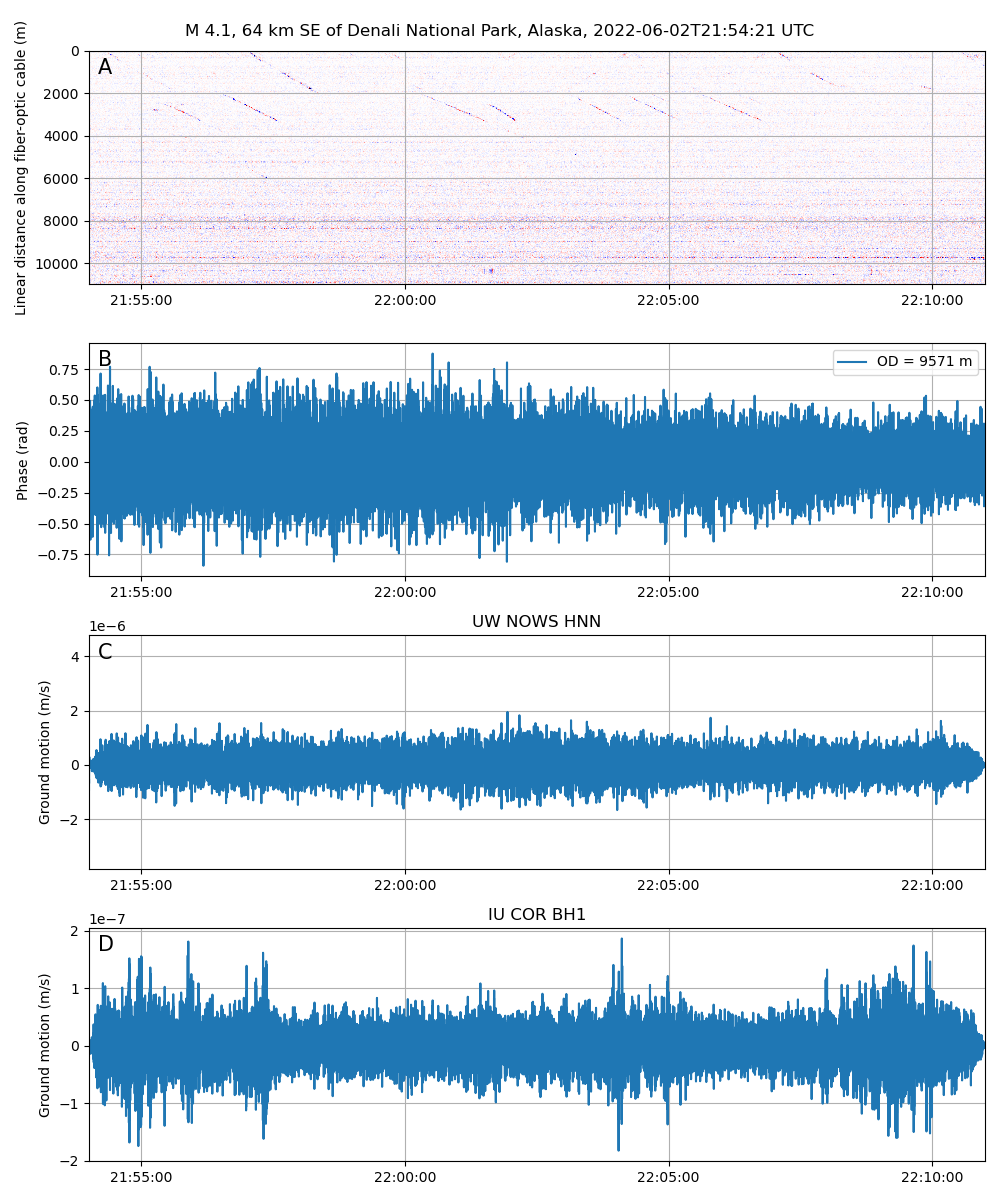 M 4.1, 64 km SE of Denali National Park, Alaska, 2022-06-02T21:54:21 UTC
A
Linear distance along fiber-optic cable (m)
0
2000
4000
6000
8000
10000
21:55:00 22:00:00 22:05:00 22:10:00
B
OD = 9571 m
Phase (rad)
0.75
0.50
0.25
0.00
−0.25
−0.50
−0.75
21:55:00 22:00:00 22:05:00 22:10:00
UW NOWS HNN
1e−6
C
Ground motion (m/s)
4
2
0
−2
21:55:00 22:00:00 22:05:00 22:10:00
IU COR BH1
1e−7
D
Ground motion (m/s)
2
1
0
−1
−2
21:55:00 22:00:00 22:05:00 22:10:00